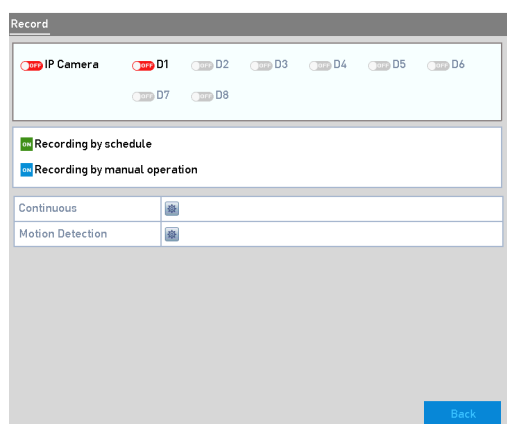 Record
OFF IP Camera OFF D1 OFF D2 OFF D3 OFF D4 OFF D5 OFF D6
OFF D7 OFF D8
ON Recording by schedule
ON Recording by manual operation
Continuous
Motion Detection
Back